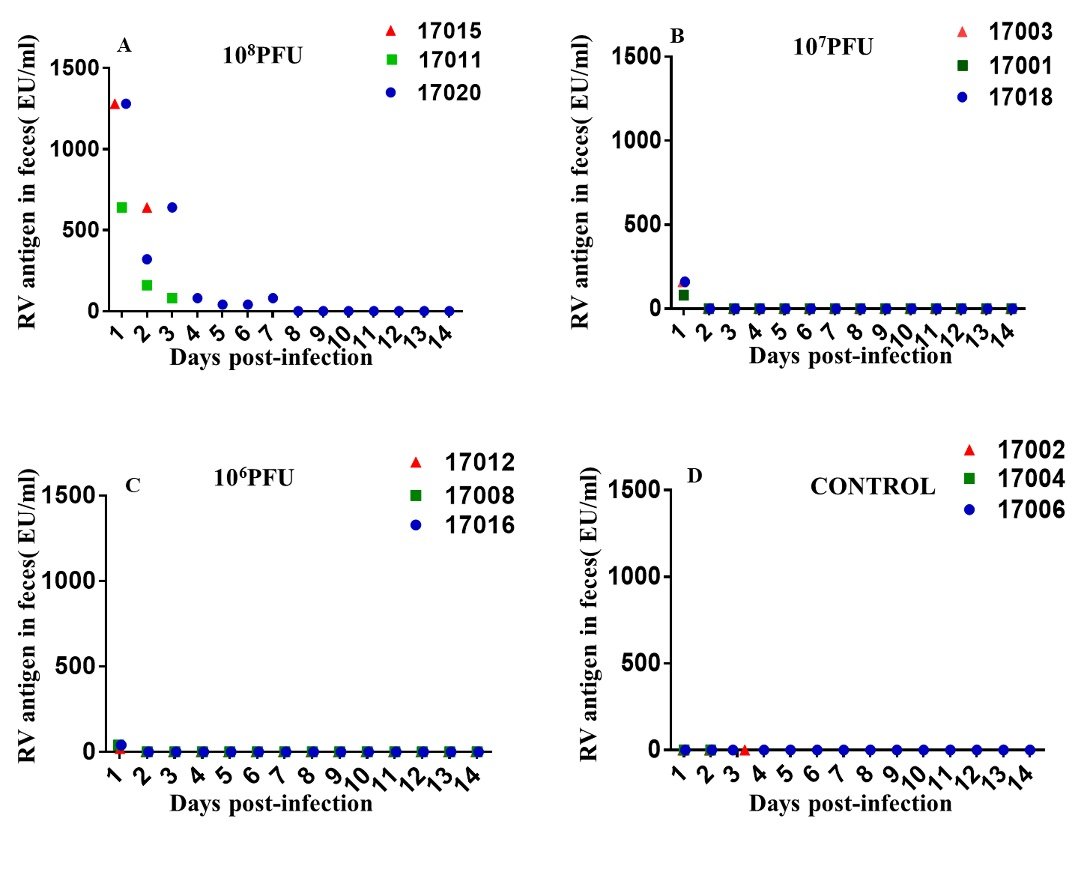 A
10⁸PFU
17015
17011
17020
RV antigen in feces( EU/ml)
1500
1000
500
0
1 2 3 4 5 6 7 8 9 10 11 12 13 14
Days post-infection
B
10⁷PFU
17003
17001
17018
RV antigen in feces( EU/ml)
1500
1000
500
0
1 2 3 4 5 6 7 8 9 10 11 12 13 14
Days post-infection
C
10⁶PFU
17012
17008
17016
RV antigen in feces( EU/ml)
1500
1000
500
0
1 2 3 4 5 6 7 8 9 10 11 12 13 14
Days post-infection
D
CONTROL
17002
17004
17006
RV antigen in feces( EU/ml)
1500
1000
500
0
1 2 3 4 5 6 7 8 9 10 11 12 13 14
Days post-infection